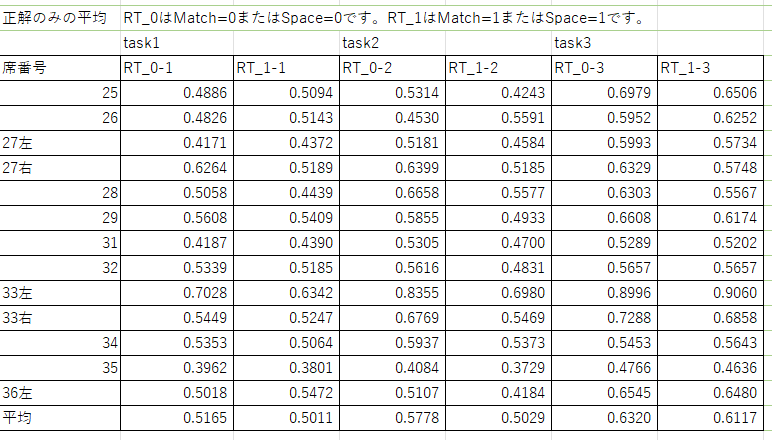 正解のみの平均 RT_0はMatch=0またはSpace=0です。RT_1はMatch=1またはSpace=1です。
task1 task2 task3
席番号 RT_0-1 RT_1-1 RT_0-2 RT_1-2 RT_0-3 RT_1-3
25 0.4886 0.5094 0.5314 0.4243 0.6979 0.6506
26 0.4826 0.5143 0.4530 0.5591 0.5952 0.6252
27左 0.4171 0.4372 0.5181 0.4584 0.5993 0.5734
27右 0.6264 0.5189 0.6399 0.5185 0.6329 0.5748
28 0.5058 0.4439 0.6658 0.5577 0.6303 0.5567
29 0.5608 0.5409 0.5855 0.4933 0.6608 0.6174
31 0.4187 0.4390 0.5305 0.4700 0.5289 0.5202
32 0.5339 0.5185 0.5616 0.4831 0.5657 0.5657
33左 0.7028 0.6342 0.8355 0.6980 0.8996 0.9060
33右 0.5449 0.5247 0.6769 0.5469 0.7288 0.6858
34 0.5353 0.5064 0.5937 0.5373 0.5453 0.5643
35 0.3962 0.3801 0.4084 0.3729 0.4766 0.4636
36左 0.5018 0.5472 0.5107 0.4184 0.6545 0.6480
平均 0.5165 0.5011 0.5778 0.5029 0.6320 0.6117